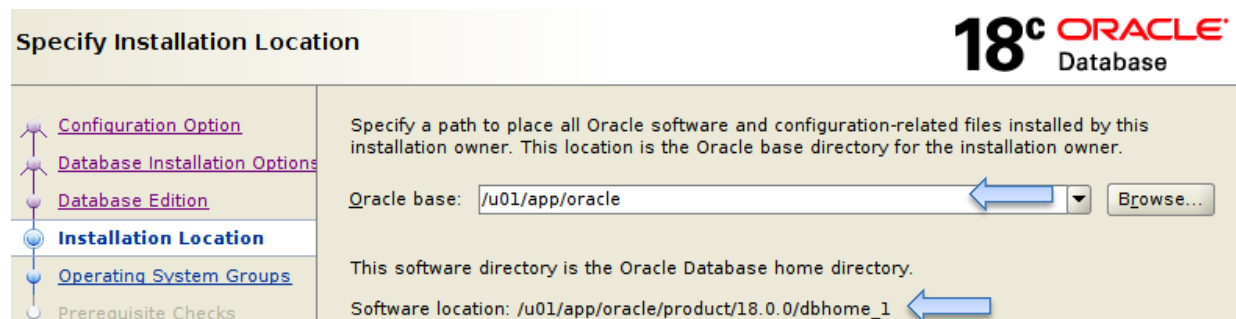 Specify Installation Location
18c ORACLE
Database
Configuration Option
Database Installation Options
Database Edition
Installation Location
Operating System Groups
Prerequisite Checks
Specify a path to place all Oracle software and configuration-related files installed by this
installation owner. This location is the Oracle base directory for the installation owner.
Oracle base: /u01/app/oracle Browse...
This software directory is the Oracle Database home directory.
Software location: /u01/app/oracle/product/18.0.0/dbhome_1